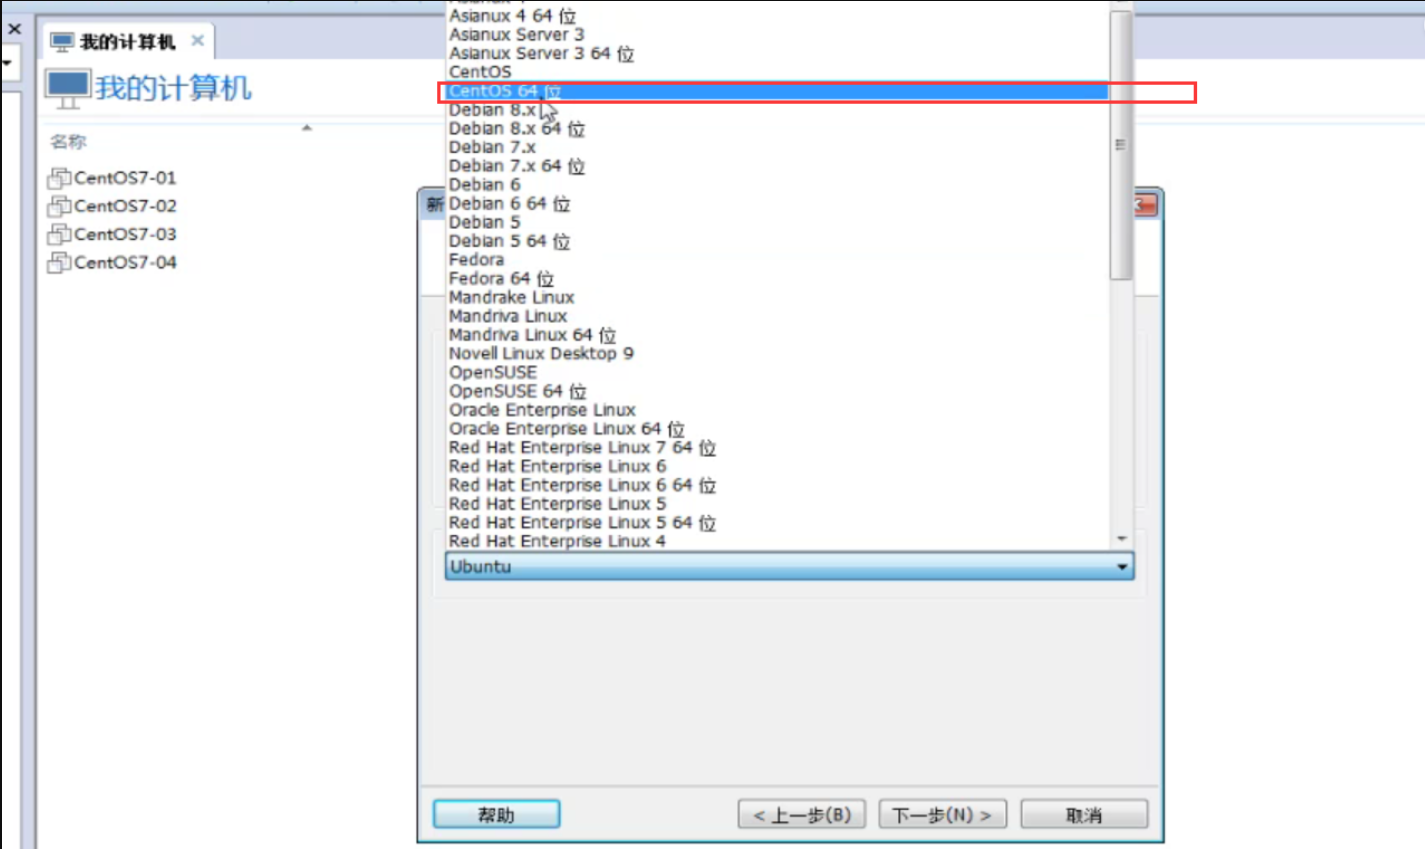 我的计算机
我的计算机
名称
CentOS7-01
CentOS7-02
CentOS7-03
CentOS7-04
Asianux 4 64 位
Asianux Server 3
Asianux Server 3 64 位
CentOS
CentOS 64 位
Debian 8.x
Debian 8.x 64 位
Debian 7.x
Debian 7.x 64 位
Debian 6
Debian 6 64 位
Debian 5
Debian 5 64 位
Fedora
Fedora 64 位
Mandrake Linux
Mandriva Linux
Mandriva Linux 64 位
Novell Linux Desktop 9
OpenSUSE
OpenSUSE 64 位
Oracle Enterprise Linux
Oracle Enterprise Linux 64 位
Red Hat Enterprise Linux 7 64 位
Red Hat Enterprise Linux 6
Red Hat Enterprise Linux 6 64 位
Red Hat Enterprise Linux 5
Red Hat Enterprise Linux 5 64 位
Red Hat Enterprise Linux 4
Ubuntu
新
帮助
< 上一步(B)
下一步(N) >
取消